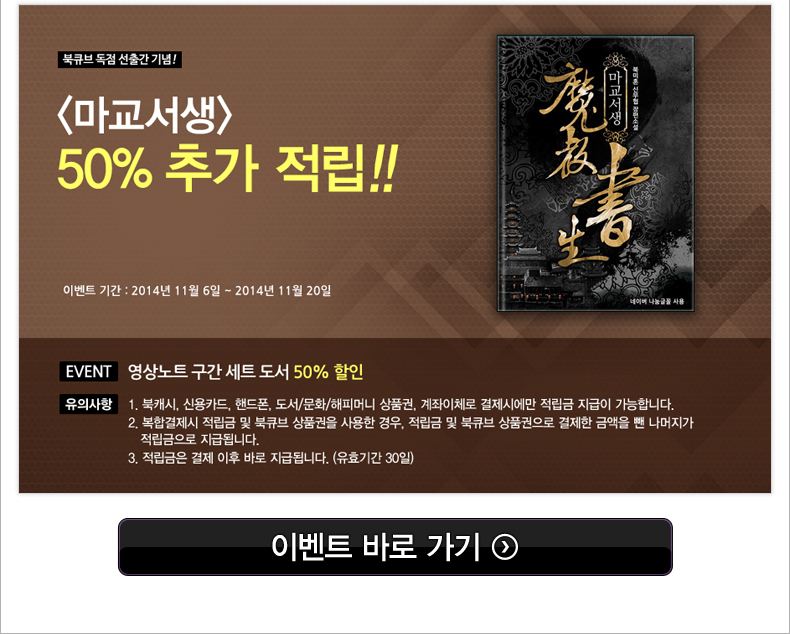 북큐브 독점 선출간 기념!
<마교서생>
50% 추가 적립!!
이벤트 기간 : 2014년 11월 6일 ~ 2014년 11월 20일
마교서생
북미혼 신무협 장편소설
魔教書生
네이버 나눔글꼴 사용
EVENT 영상노트 구간 세트 도서 50% 할인
유의사항 1. 북캐시, 신용카드, 핸드폰, 도서/문화/해피머니 상품권, 계좌이체로 결제시에만 적립금 지급이 가능합니다.
2. 복합결제시 적립금 및 북큐브 상품권을 사용한 경우, 적립금 및 북큐브 상품권으로 결제한 금액을 뺀 나머지가
적립금으로 지급됩니다.
3. 적립금은 결제 이후 바로 지급됩니다. (유효기간 30일)
이벤트 바로 가기